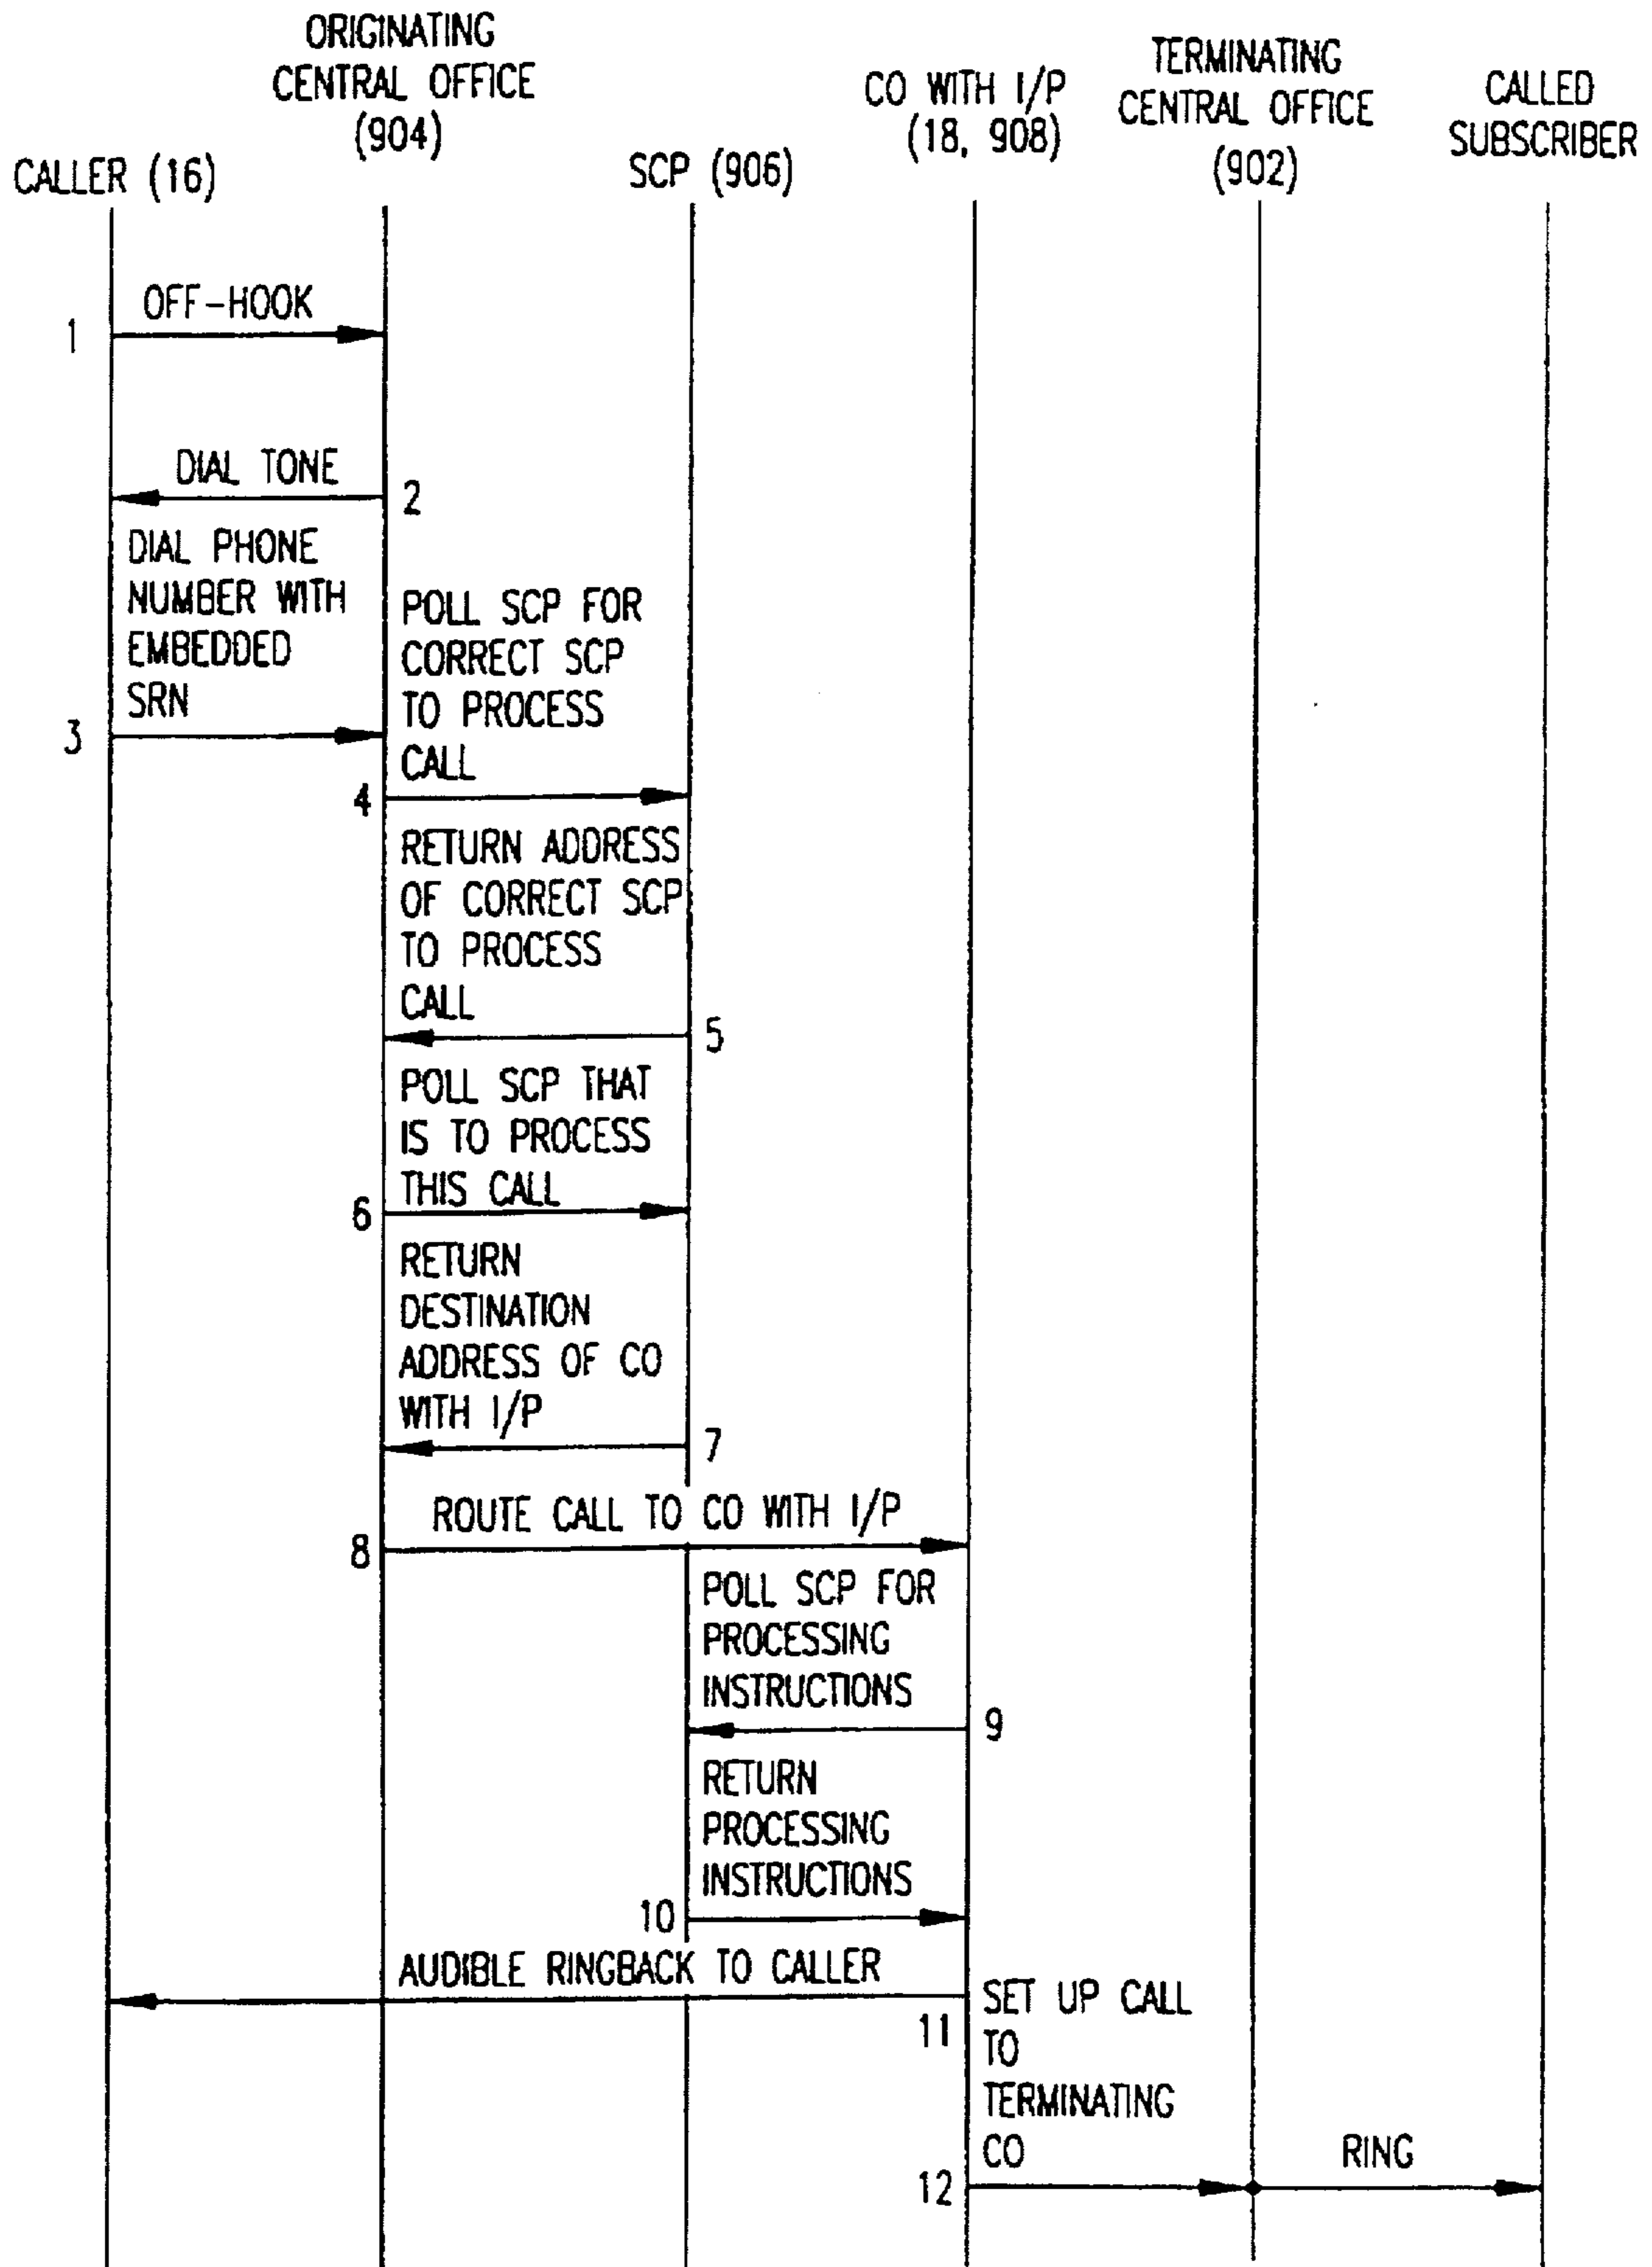 ORIGINATING
CENTRAL OFFICE
(904)
CO WITH I/P
(18, 908)
TERMINATING
CENTRAL OFFICE
(902)
CALLED
SUBSCRIBER
CALLER (16)
SCP (906)
OFF-HOOK
1
DIAL TONE
2
DIAL PHONE
NUMBER WITH
EMBEDDED
SRN
3
POLL SCP FOR
CORRECT SCP
TO PROCESS
CALL
4
RETURN ADDRESS
OF CORRECT SCP
TO PROCESS
CALL
5
POLL SCP THAT
IS TO PROCESS
THIS CALL
6
RETURN
DESTINATION
ADDRESS OF CO
WITH I/P
7
ROUTE CALL TO CO WITH I/P
8
POLL SCP FOR
PROCESSING
INSTRUCTIONS
9
RETURN
PROCESSING
INSTRUCTIONS
10
AUDIBLE RINGBACK TO CALLER
11
SET UP CALL
TO
TERMINATING
CO
12
RING